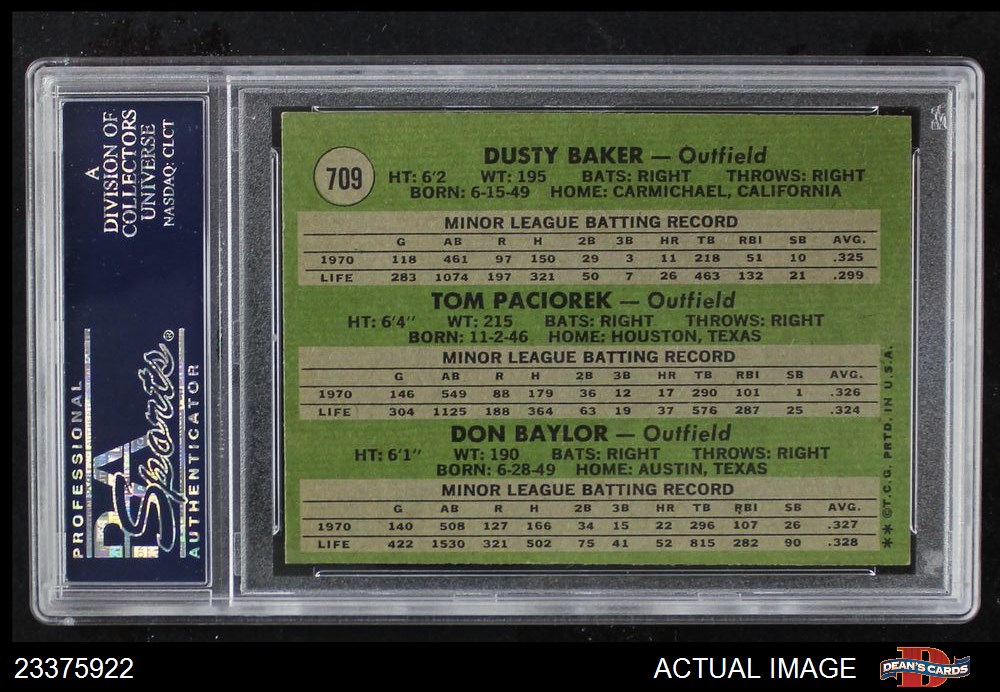 A
DIVISION OF
COLLECTORS
UNIVERSE
NASDAQ: CLCT
PROFESSIONAL
PSA
Sports®
AUTHENTICATOR
709
DUSTY BAKER — Outfield
HT: 6'2 WT: 195 BATS: RIGHT THROWS: RIGHT
BORN: 6-15-49 HOME: CARMICHAEL, CALIFORNIA
MINOR LEAGUE BATTING RECORD
G AB R H 2B 3B HR TB RBI SB AVG.
1970 118 461 97 150 29 3 11 218 51 10 .325
LIFE 283 1074 197 321 50 7 26 463 132 21 .299
TOM PACIOREK — Outfield
HT: 6'4" WT: 215 BATS: RIGHT THROWS: RIGHT
BORN: 11-2-46 HOME: HOUSTON, TEXAS
MINOR LEAGUE BATTING RECORD
G AB R H 2B 3B HR TB RBI SB AVG.
1970 146 549 88 179 36 12 17 290 101 1 .326
LIFE 304 1125 188 364 63 19 37 576 287 25 .324
DON BAYLOR — Outfield
HT: 6'1" WT: 190 BATS: RIGHT THROWS: RIGHT
BORN: 6-28-49 HOME: AUSTIN, TEXAS
MINOR LEAGUE BATTING RECORD
G AB R H 2B 3B HR TB RBI SB AVG.
1970 140 508 127 166 34 15 22 296 107 26 .327
LIFE 422 1530 321 502 75 41 52 815 282 90 .328
** ©T.C.G. PRTD. IN U.S.A.
23375922
ACTUAL IMAGE
D
DEAN'S CARDS